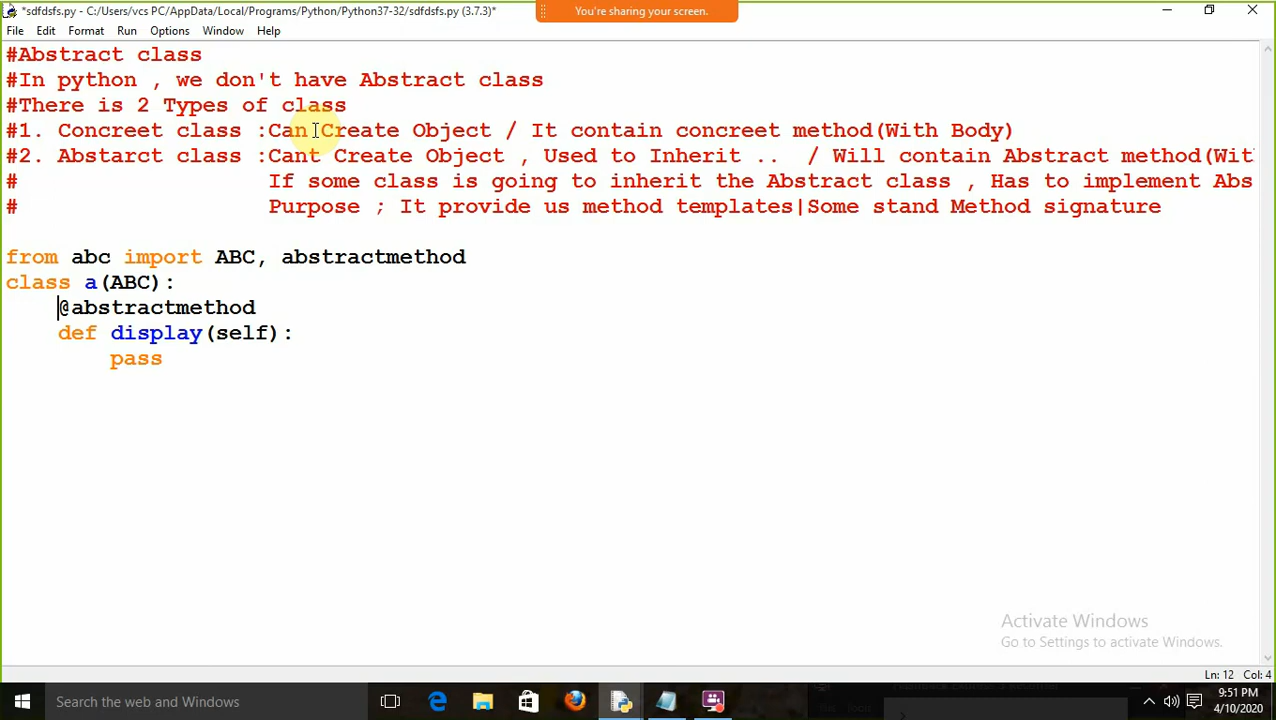 *sdfdsfs.py - C:/Users/vcs PC/AppData/Local/Programs/Python/Python37-32/sdfdsfs.py (3.7.3)*
You're sharing your screen.
File Edit Format Run Options Window Help
#Abstract class
#In python , we don't have Abstract class
#There is 2 Types of class
#1. Concreet class :Can Create Object / It contain concreet method(With Body)
#2. Abstarct class :Cant Create Object , Used to Inherit .. / Will contain Abstract method(Wit
# If some class is going to inherit the Abstract class , Has to implement Abs
# Purpose ; It provide us method templates|Some stand Method signature
from abc import ABC, abstractmethod
class a(ABC):
@abstractmethod
def display(self):
pass
Activate Windows
Go to Settings to activate Windows.
Ln: 12 Col: 4
Search the web and Windows
9:51 PM
4/10/2020